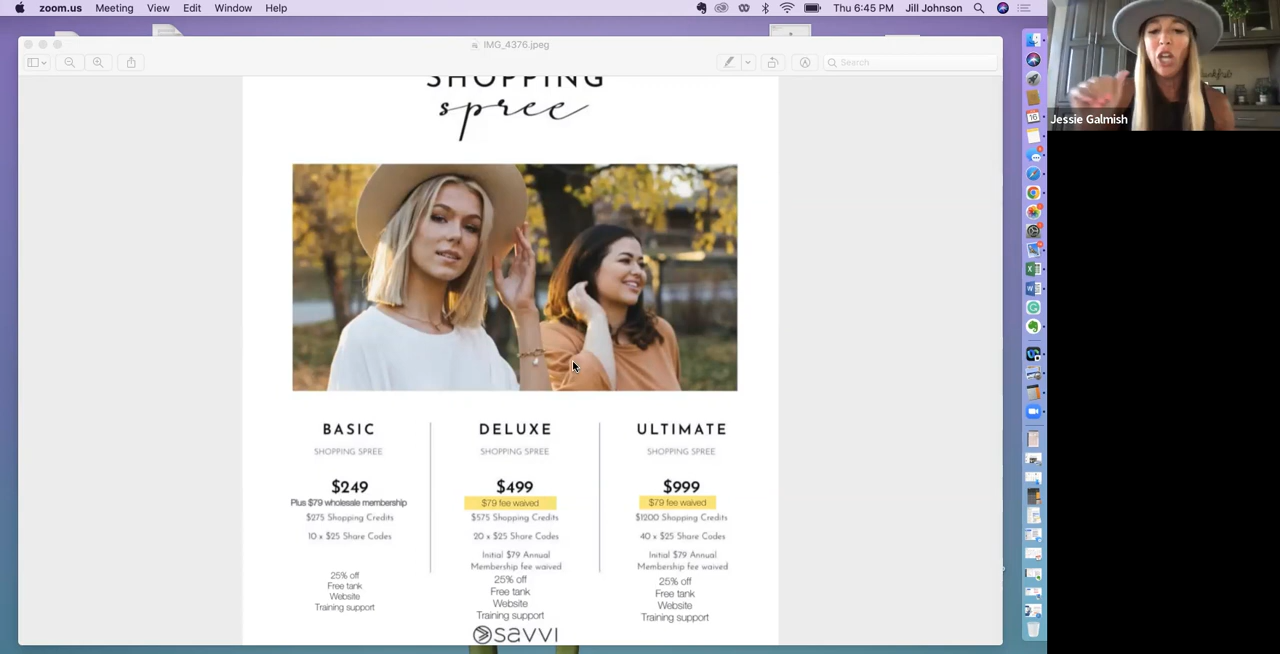 zoom.us Meeting View Edit Window Help
Thu 6:45 PM Jill Johnson
IMG_4376.jpeg
Search
Jessie Galmish
SHOPPING
spree
BASIC
SHOPPING SPREE
$249
Plus $79 wholesale membership
$275 Shopping Credits
10 x $25 Share Codes
25% off
Free tank
Website
Training support
DELUXE
SHOPPING SPREE
$499
$79 fee waived
$575 Shopping Credits
20 x $25 Share Codes
Initial $79 Annual
Membership fee waived
25% off
Free tank
Website
Training support
ULTIMATE
SHOPPING SPREE
$999
$79 fee waived
$1200 Shopping Credits
40 x $25 Share Codes
Initial $79 Annual
Membership fee waived
25% off
Free tank
Website
Training support
savvi